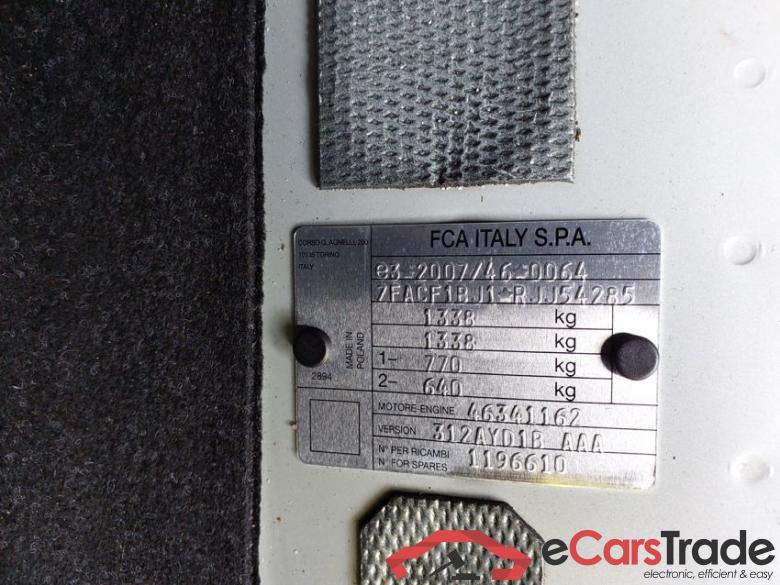 CORSO G. AGNELLI, 200
10135 TORINO
ITALY
FCA ITALY S.P.A.
e3 2007/46 0064
ZFACF1BJ1 RJJ54285
1338 kg
1338 kg
1- 770 kg
2- 640 kg
MADE IN
POLAND
2894
MOTORE-ENGINE 46341162
VERSION 312AYD1B AAA
N° PER RICAMBI
N° FOR SPARES 1196610
eCarsTrade
electronic, efficient & easy